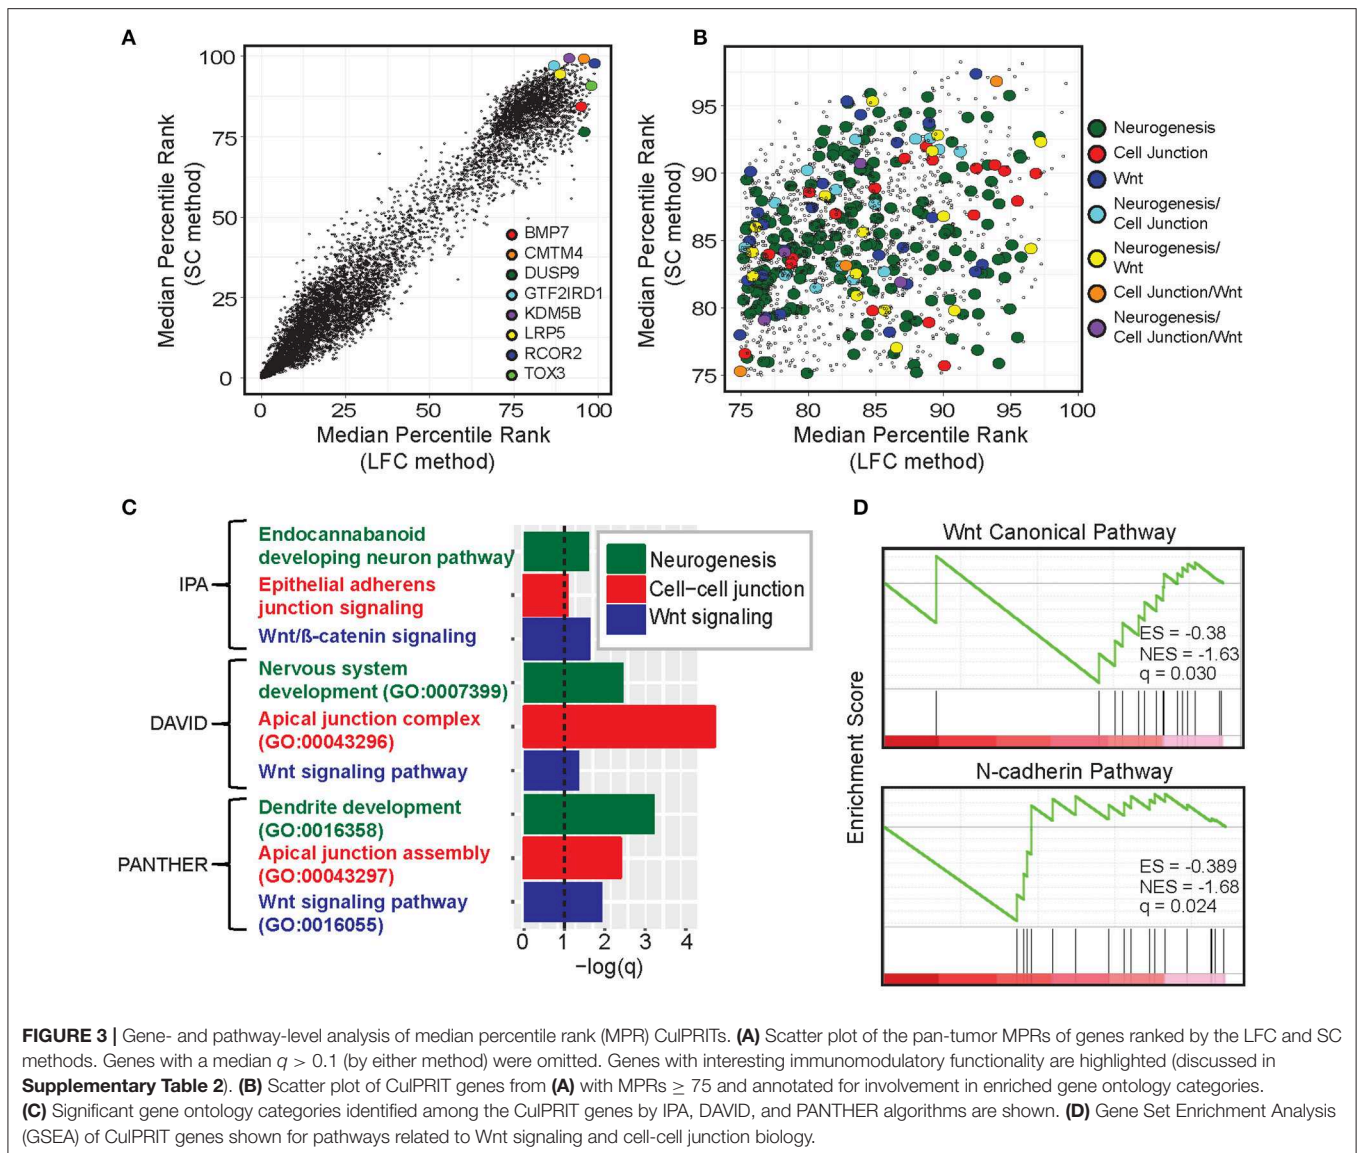 A
Median Percentile Rank
(SC method)
100
75
50
25
0
BMP7
CMTM4
DUSP9
GTF2IRD1
KDM5B
LRP5
RCOR2
TOX3
0 25 50 75 100
Median Percentile Rank
(LFC method)
B
Median Percentile Rank
(SC method)
95
90
85
80
75
75 80 85 90 95 100
Median Percentile Rank
(LFC method)
Neurogenesis
Cell Junction
Wnt
Neurogenesis/
Cell Junction
Neurogenesis/
Wnt
Cell Junction/Wnt
Neurogenesis/
Cell Junction/Wnt
C
IPA
Endocannabanoid
developing neuron pathway
Epithelial adherens
junction signaling
Wnt/ß-catenin signaling
DAVID
Nervous system
development (GO:0007399)
Apical junction complex
(GO:00043296)
Wnt signaling pathway
PANTHER
Dendrite development
(GO:0016358)
Apical junction assembly
(GO:00043297)
Wnt signaling pathway
(GO:0016055)
Neurogenesis
Cell-cell junction
Wnt signaling
0 1 2 3 4
-log(q)
D
Enrichment Score
Wnt Canonical Pathway
ES = -0.38
NES = -1.63
q = 0.030
N-cadherin Pathway
ES = -0.389
NES = -1.68
q = 0.024
FIGURE 3 | Gene- and pathway-level analysis of median percentile rank (MPR) CulPRITs. (A) Scatter plot of the pan-tumor MPRs of genes ranked by the LFC and SC
methods. Genes with a median q > 0.1 (by either method) were omitted. Genes with interesting immunomodulatory functionality are highlighted (discussed in
Supplementary Table 2). (B) Scatter plot of CulPRIT genes from (A) with MPRs ≥ 75 and annotated for involvement in enriched gene ontology categories.
(C) Significant gene ontology categories identified among the CulPRIT genes by IPA, DAVID, and PANTHER algorithms are shown. (D) Gene Set Enrichment Analysis
(GSEA) of CulPRIT genes shown for pathways related to Wnt signaling and cell-cell junction biology.